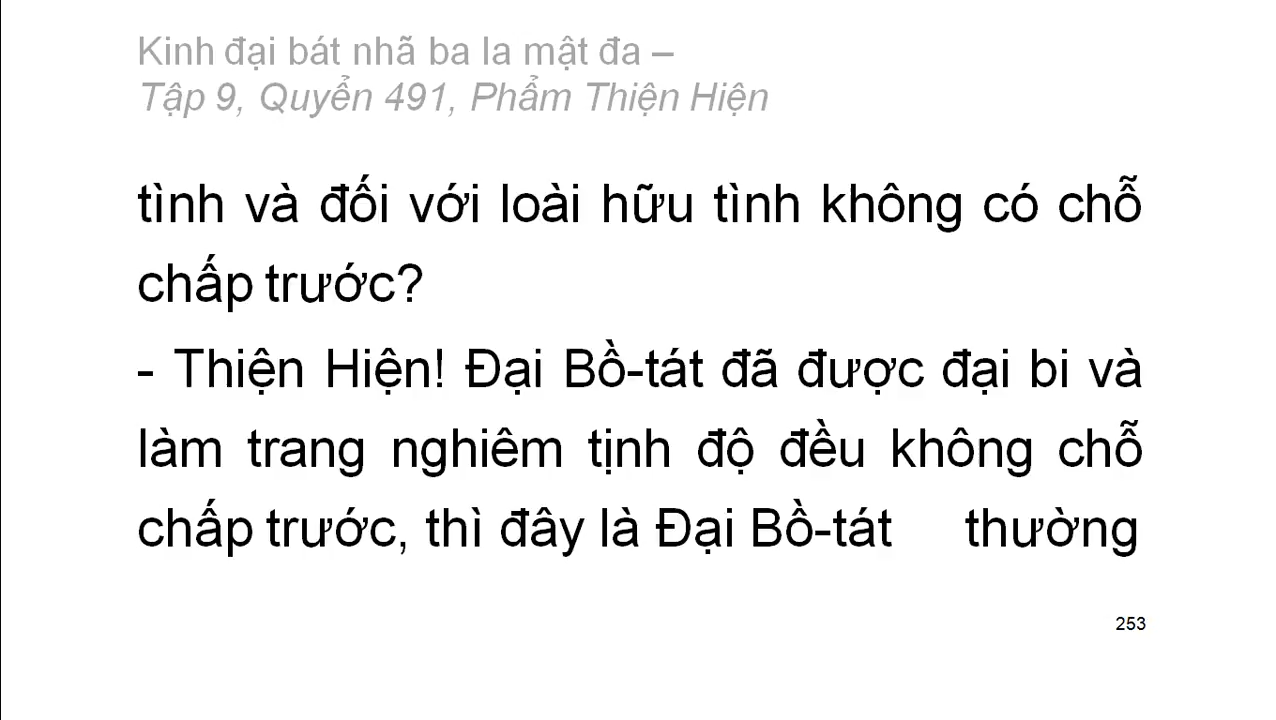 Kinh đại bát nhã ba la mật đa –
Tập 9, Quyển 491, Phẩm Thiện Hiện
tình và đối với loài hữu tình không có chỗ
chấp trước?
- Thiện Hiện! Đại Bồ-tát đã được đại bi và
làm trang nghiêm tịnh độ đều không chỗ
chấp trước, thì đây là Đại Bồ-tát thường
253